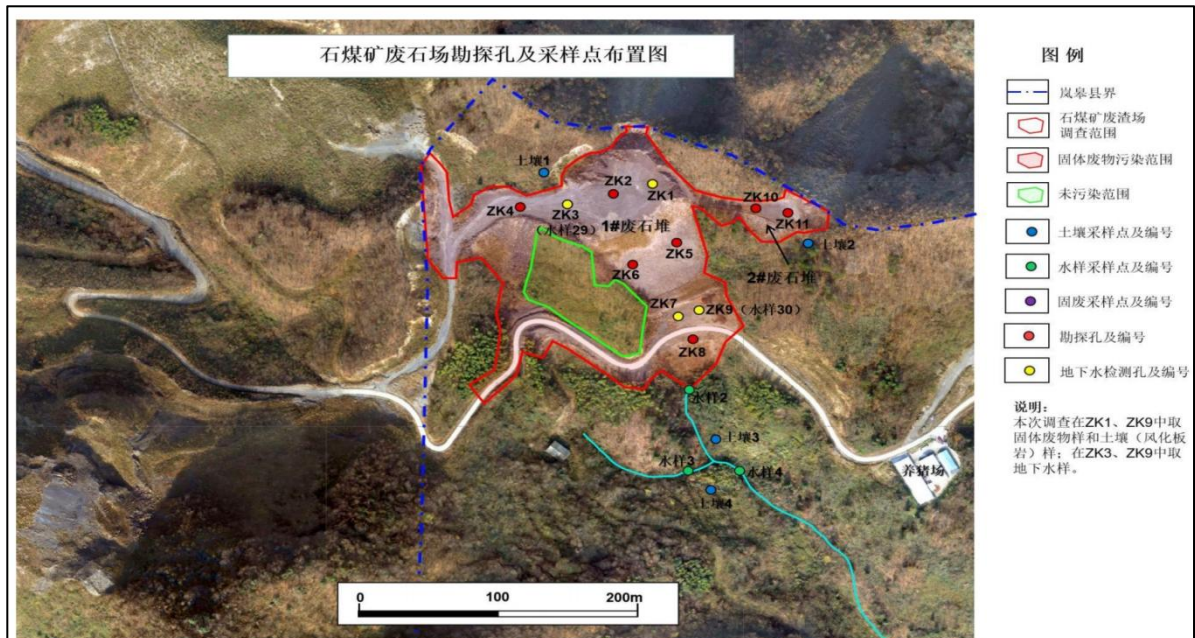 石煤矿废石场勘探孔及采样点布置图
土壤1
ZK2
ZK1
ZK10
ZK4
ZK3
(水样29)
1#废石堆
ZK11
土壤2
ZK5
ZK6
2#废石堆
ZK7
ZK9(水样30)
ZK8
水样2
土壤3
水样3
水样4
土壤4
养猪场
0 100 200m
图 例
岚皋县界
石煤矿废渣场
调查范围
固体废物污染范围
未污染范围
土壤采样点及编号
水样采样点及编号
固废采样点及编号
勘探孔及编号
地下水检测孔及编号
说明:
本次调查在ZK1、ZK9中取
固体废物样和土壤(风化板
岩)样;在ZK3、ZK9中取
地下水样。